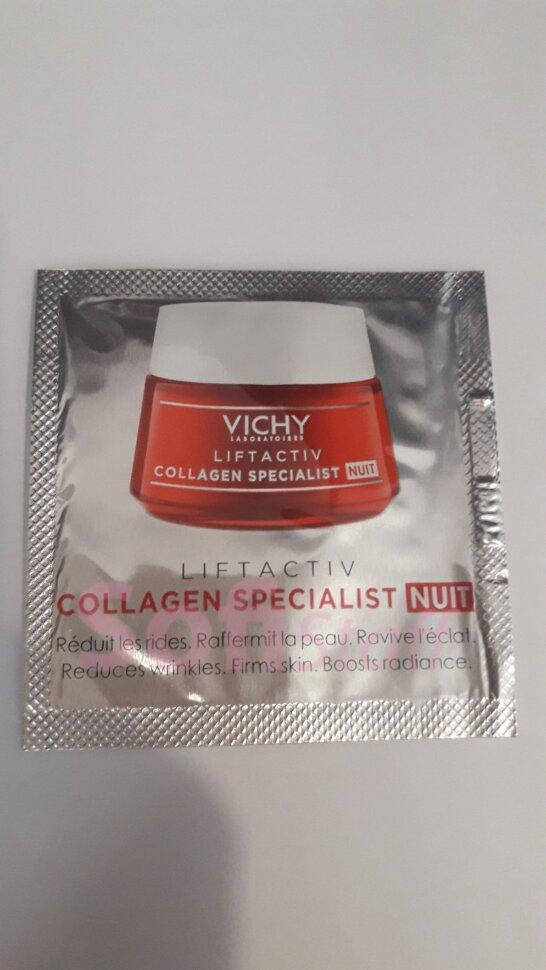 VICHY
LABORATOIRES
LIFTACTIV
COLLAGEN SPECIALIST NUIT
LIFTACTIV
COLLAGEN SPECIALIST NUIT
Réduit les rides. Raffermit la peau. Ravive l'éclat.
Reduces wrinkles. Firms skin. Boosts radiance.